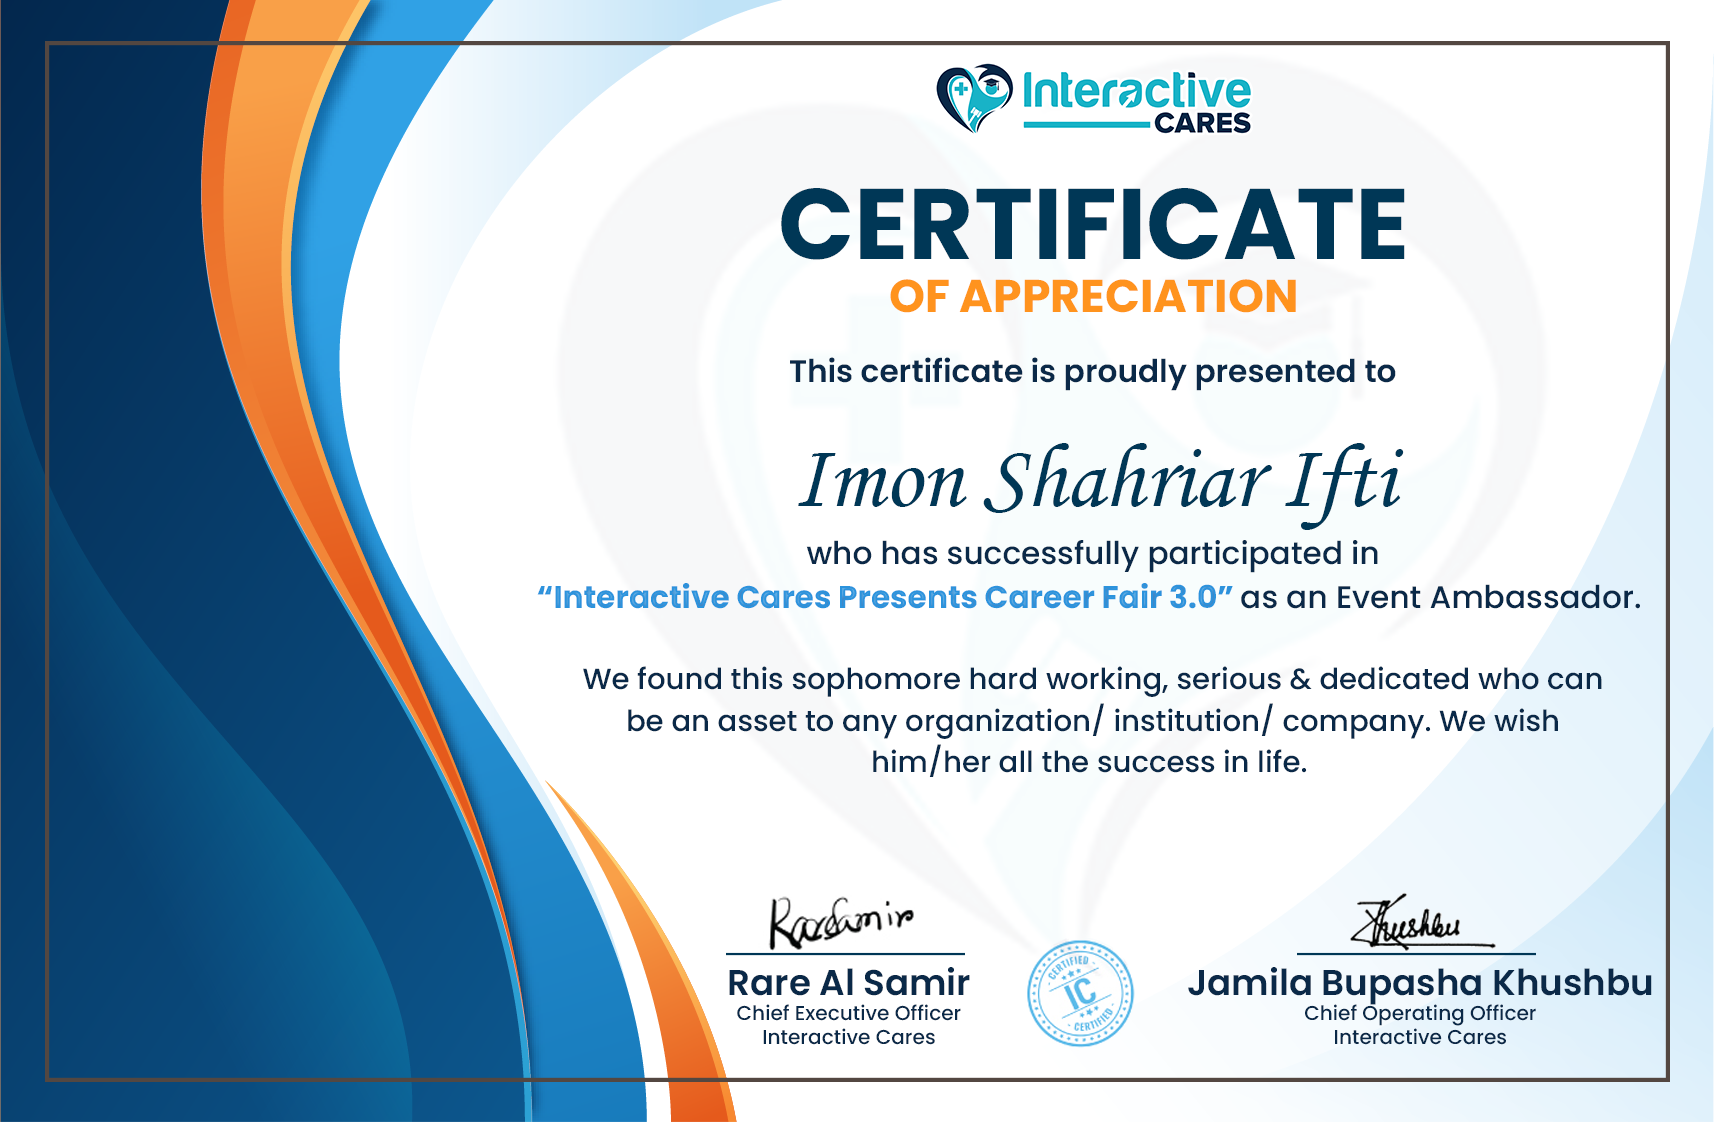 Interactive
CARES
CERTIFICATE
OF APPRECIATION
This certificate is proudly presented to
Imon Shahriar Ifti
who has successfully participated in
“Interactive Cares Presents Career Fair 3.0” as an Event Ambassador.
We found this sophomore hard working, serious & dedicated who can
be an asset to any organization/ institution/ company. We wish
him/her all the success in life.
RareSamir
Khushbu
Rare Al Samir
Jamila Bupasha Khushbu
Chief Executive Officer
Chief Operating Officer
Interactive Cares
Interactive Cares
CERTIFIED
IC
CERTIFIED